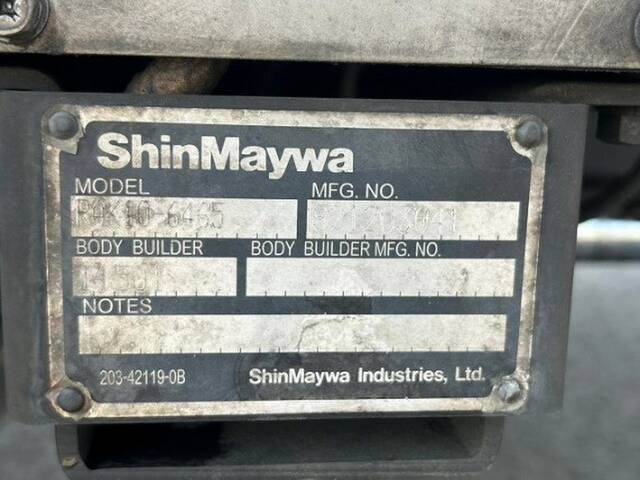 ShinMaywa
MODEL MFG. NO.
BODY BUILDER BODY BUILDER MFG. NO.
NOTES
203-42119-0B ShinMaywa Industries, Ltd.